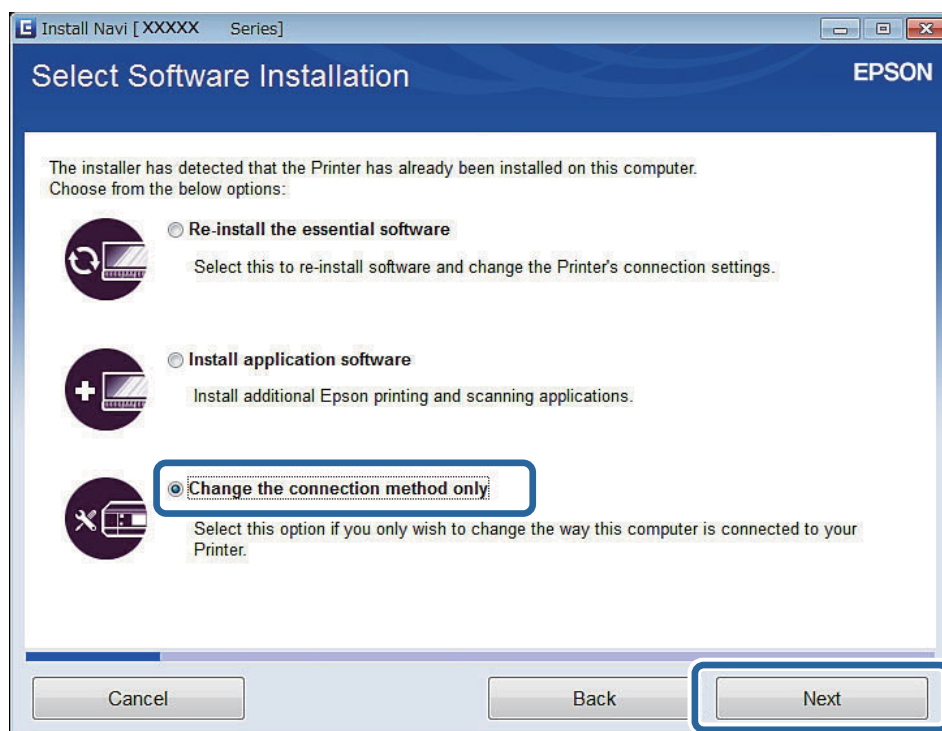 Install Navi [ XXXXX Series]
Select Software Installation
EPSON
The installer has detected that the Printer has already been installed on this computer.
Choose from the below options:
Re-install the essential software
Select this to re-install software and change the Printer's connection settings.
Install application software
Install additional Epson printing and scanning applications.
Change the connection method only
Select this option if you only wish to change the way this computer is connected to your
Printer.
Cancel
Back
Next